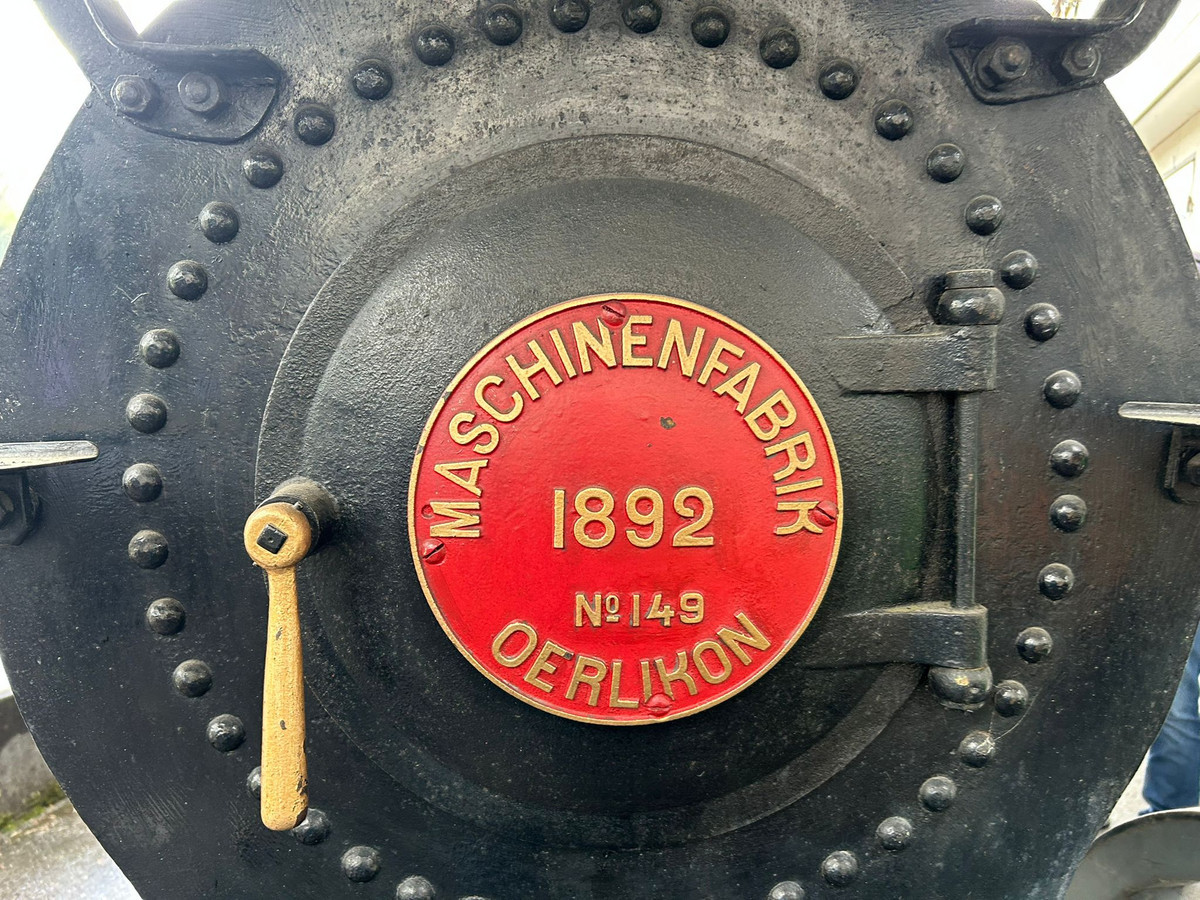 MASCHINENFABRIK
1892
Nº 149
OERLIKON